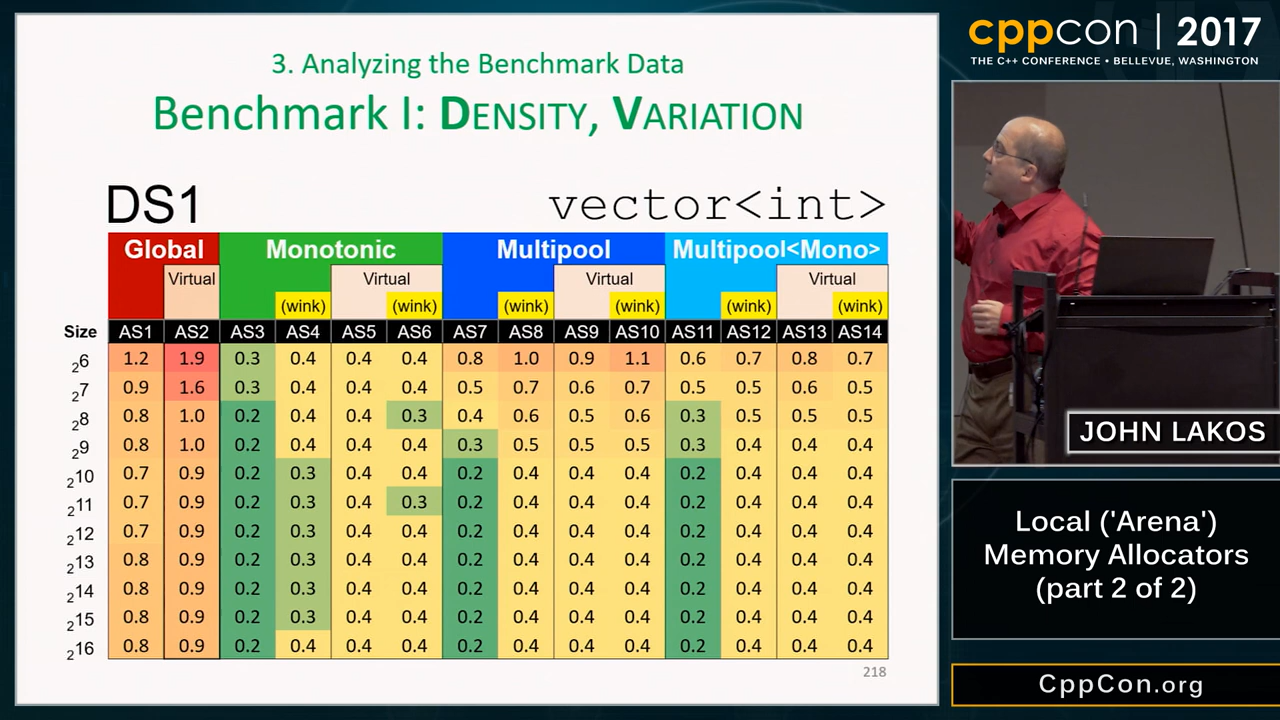 cppcon | 2017
THE C++ CONFERENCE • BELLEVUE, WASHINGTON
3. Analyzing the Benchmark Data
Benchmark I: DENSITY, VARIATION
DS1 vector<int>
Global Monotonic Multipool Multipool<Mono>
Virtual Virtual Virtual Virtual
(wink) (wink) (wink) (wink) (wink) (wink)
Size AS1 AS2 AS3 AS4 AS5 AS6 AS7 AS8 AS9 AS10 AS11 AS12 AS13 AS14
2^6 1.2 1.9 0.3 0.4 0.4 0.4 0.8 1.0 0.9 1.1 0.6 0.7 0.8 0.7
2^7 0.9 1.6 0.3 0.4 0.4 0.4 0.5 0.7 0.6 0.7 0.5 0.5 0.6 0.5
2^8 0.8 1.0 0.2 0.4 0.4 0.3 0.4 0.6 0.5 0.6 0.3 0.5 0.5 0.5
2^9 0.8 1.0 0.2 0.4 0.4 0.4 0.3 0.5 0.5 0.4 0.3 0.4 0.4 0.4
2^10 0.7 0.9 0.2 0.3 0.4 0.4 0.2 0.4 0.4 0.4 0.2 0.4 0.4 0.4
2^11 0.7 0.9 0.2 0.3 0.4 0.3 0.2 0.4 0.4 0.4 0.2 0.4 0.4 0.4
2^12 0.7 0.9 0.2 0.3 0.4 0.4 0.2 0.4 0.4 0.4 0.2 0.4 0.4 0.4
2^13 0.8 0.9 0.2 0.3 0.4 0.4 0.2 0.4 0.4 0.4 0.2 0.4 0.4 0.4
2^14 0.8 0.9 0.2 0.3 0.4 0.4 0.2 0.4 0.4 0.4 0.2 0.4 0.4 0.4
2^15 0.8 0.9 0.2 0.3 0.4 0.4 0.2 0.4 0.4 0.4 0.2 0.4 0.4 0.4
2^16 0.8 0.9 0.2 0.4 0.4 0.4 0.2 0.4 0.4 0.4 0.2 0.4 0.4 0.4
218
JOHN LAKOS
Local ('Arena')
Memory Allocators
(part 2 of 2)
CppCon.org